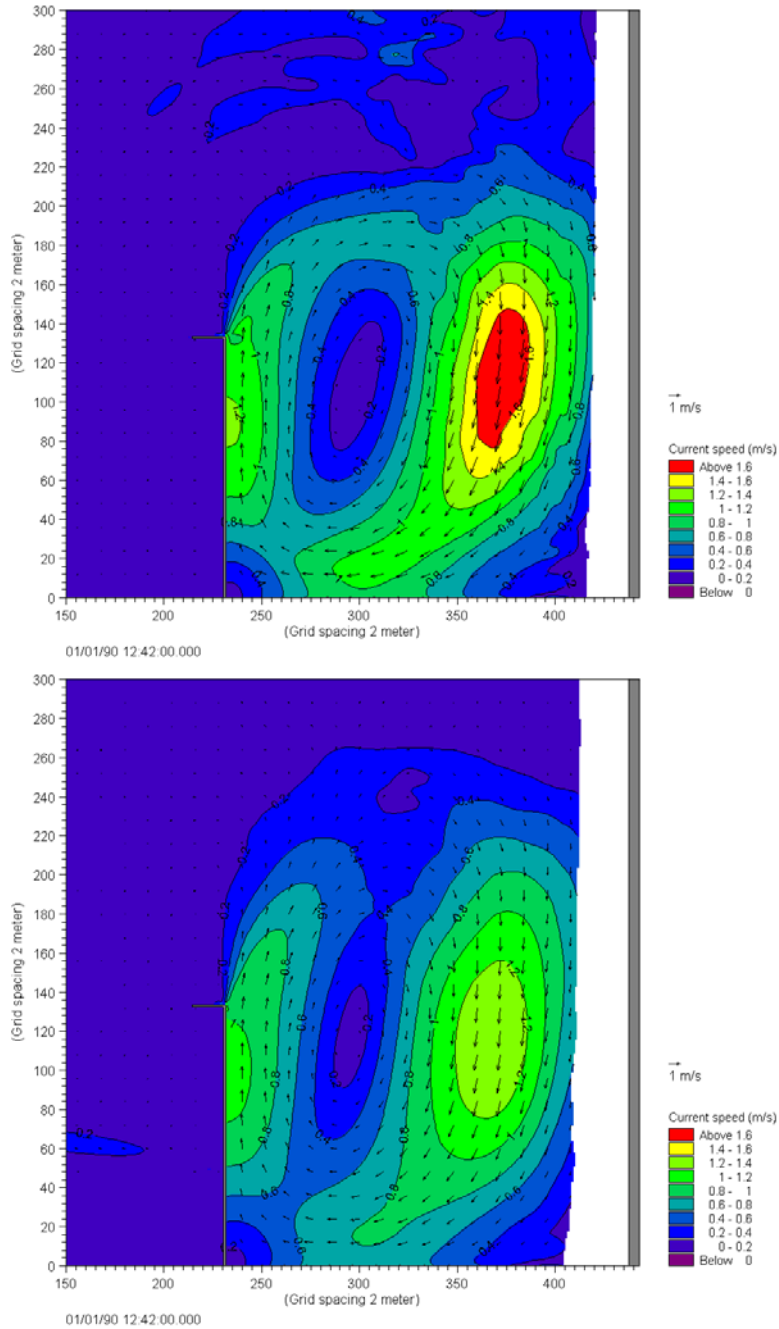 300
280
260
240
220
200
180
160
140
120
100
80
60
40
20
0
(Grid spacing 2 meter)
150 200 250 300 350 400
(Grid spacing 2 meter)
01/01/90 12:42:00.000
1 m/s
Current speed (m/s)
Above 1.6
1.4 - 1.6
1.2 - 1.4
1 - 1.2
0.8 - 1
0.6 - 0.8
0.4 - 0.6
0.2 - 0.4
0 - 0.2
Below 0
300
280
260
240
220
200
180
160
140
120
100
80
60
40
20
0
(Grid spacing 2 meter)
150 200 250 300 350 400
(Grid spacing 2 meter)
01/01/90 12:42:00.000
1 m/s
Current speed (m/s)
Above 1.6
1.4 - 1.6
1.2 - 1.4
1 - 1.2
0.8 - 1
0.6 - 0.8
0.4 - 0.6
0.2 - 0.4
0 - 0.2
Below 0